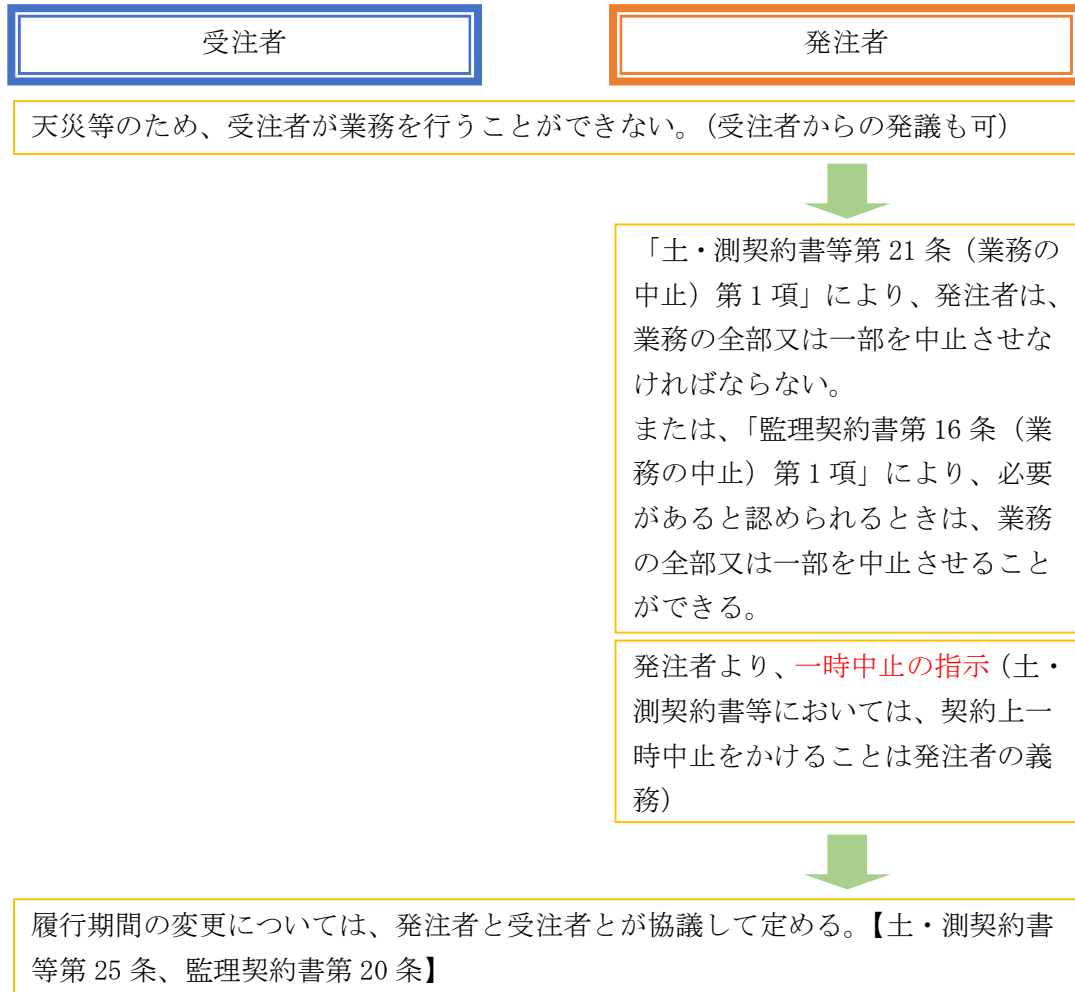 受注者
発注者
天災等のため、受注者が業務を行うことができない。（受注者からの発議も可）
「土・測契約書等第 21 条（業務の
中止）第 1 項」により、発注者は、
業務の全部又は一部を中止させな
ければならない。
または、「監理契約書第 16 条（業
務の中止）第 1 項」により、必要
があると認められるときは、業務
の全部又は一部を中止させること
ができる。
発注者より、一時中止の指示（土・
測契約書等においては、契約上一
時中止をかけることは発注者の義
務）
履行期間の変更については、発注者と受注者とが協議して定める。【土・測契約書
等第 25 条、監理契約書第 20 条】